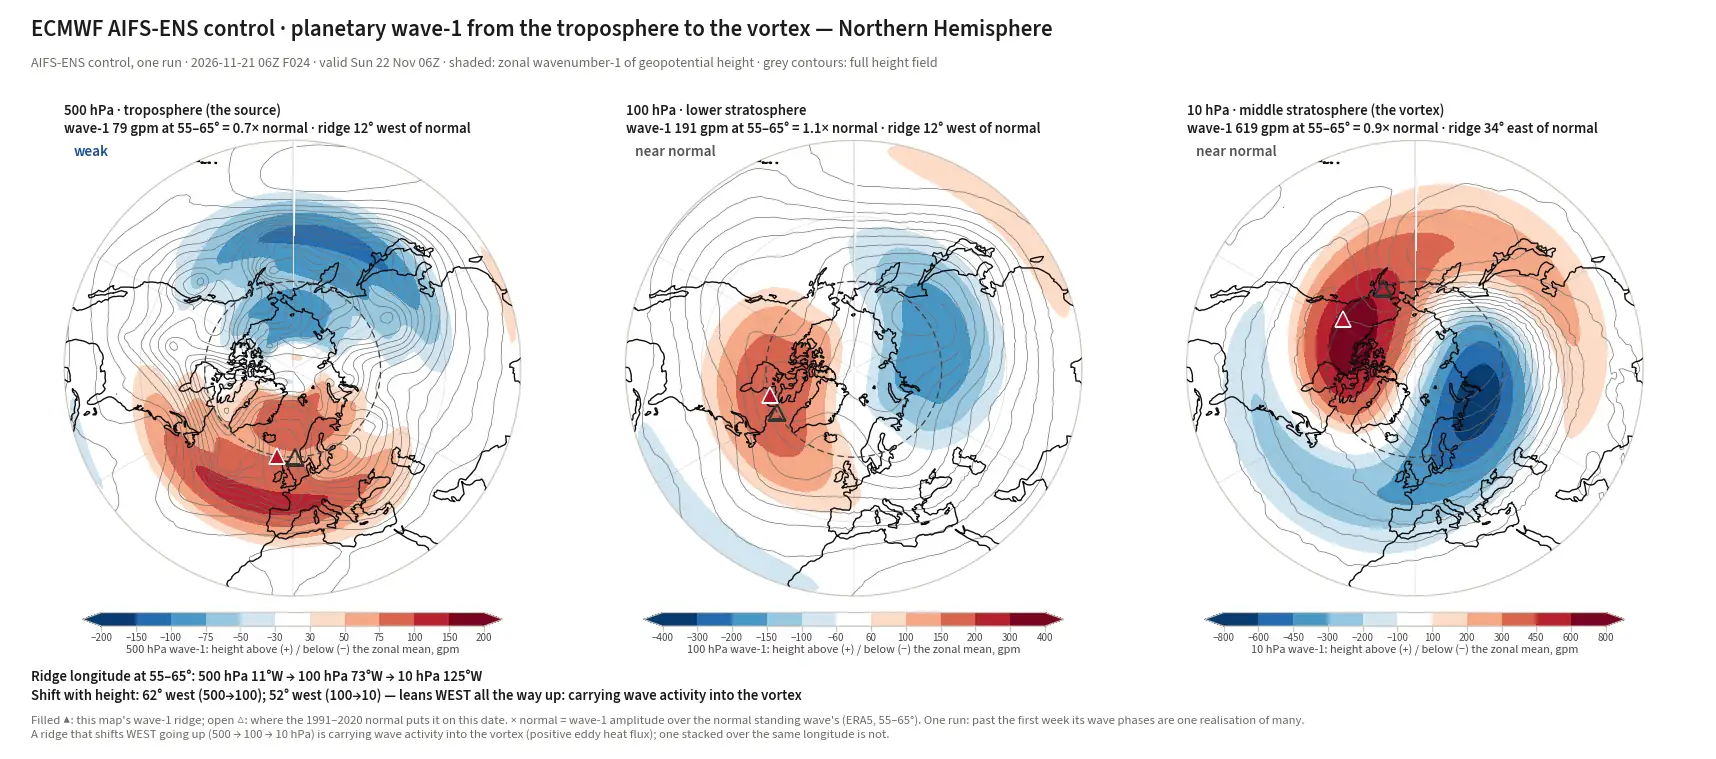 ECMWF AIFS-ENS control · planetary wave-1 from the troposphere to the vortex — Northern Hemisphere
AIFS-ENS control, one run · 2026-11-21 06Z F024 · valid Sun 22 Nov 06Z · shaded: zonal wavenumber-1 of geopotential height · grey contours: full height field
500 hPa · troposphere (the source)
wave-1 79 gpm at 55–65° = 0.7× normal · ridge 12° west of normal
weak
100 hPa · lower stratosphere
wave-1 191 gpm at 55–65° = 1.1× normal · ridge 12° west of normal
near normal
10 hPa · middle stratosphere (the vortex)
wave-1 619 gpm at 55–65° = 0.9× normal · ridge 34° east of normal
near normal
−200 −150 −100 −75 −50 −30 30 50 75 100 150 200
500 hPa wave-1: height above (+) / below (−) the zonal mean, gpm
−400 −300 −200 −150 −100 −60 60 100 150 200 300 400
100 hPa wave-1: height above (+) / below (−) the zonal mean, gpm
−800 −600 −450 −300 −200 −100 100 200 300 450 600 800
10 hPa wave-1: height above (+) / below (−) the zonal mean, gpm
Ridge longitude at 55–65°: 500 hPa 11°W → 100 hPa 73°W → 10 hPa 125°W
Shift with height: 62° west (500→100); 52° west (100→10) — leans WEST all the way up: carrying wave activity into the vortex
Filled ▲: this map's wave-1 ridge; open △: where the 1991–2020 normal puts it on this date. × normal = wave-1 amplitude over the normal standing wave's (ERA5, 55–65°). One run: past the first week its wave phases are one realisation of many.
A ridge that shifts WEST going up (500 → 100 → 10 hPa) is carrying wave activity into the vortex (positive eddy heat flux); one stacked over the same longitude is not.